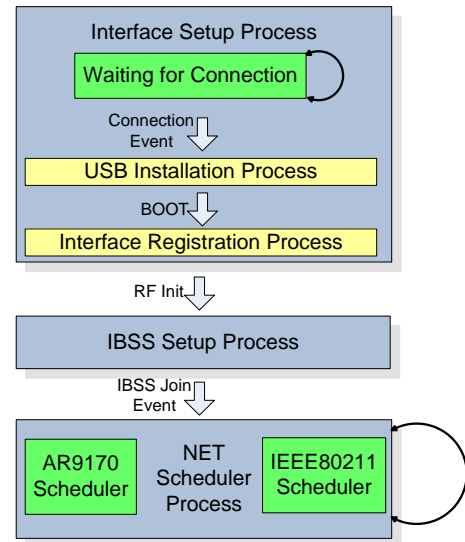 Interface Setup Process
Waiting for Connection
Connection
Event
USB Installation Process
BOOT
Interface Registration Process
RF Init
IBSS Setup Process
IBSS Join
Event
AR9170
Scheduler
NET
Scheduler
Process
IEEE80211
Scheduler